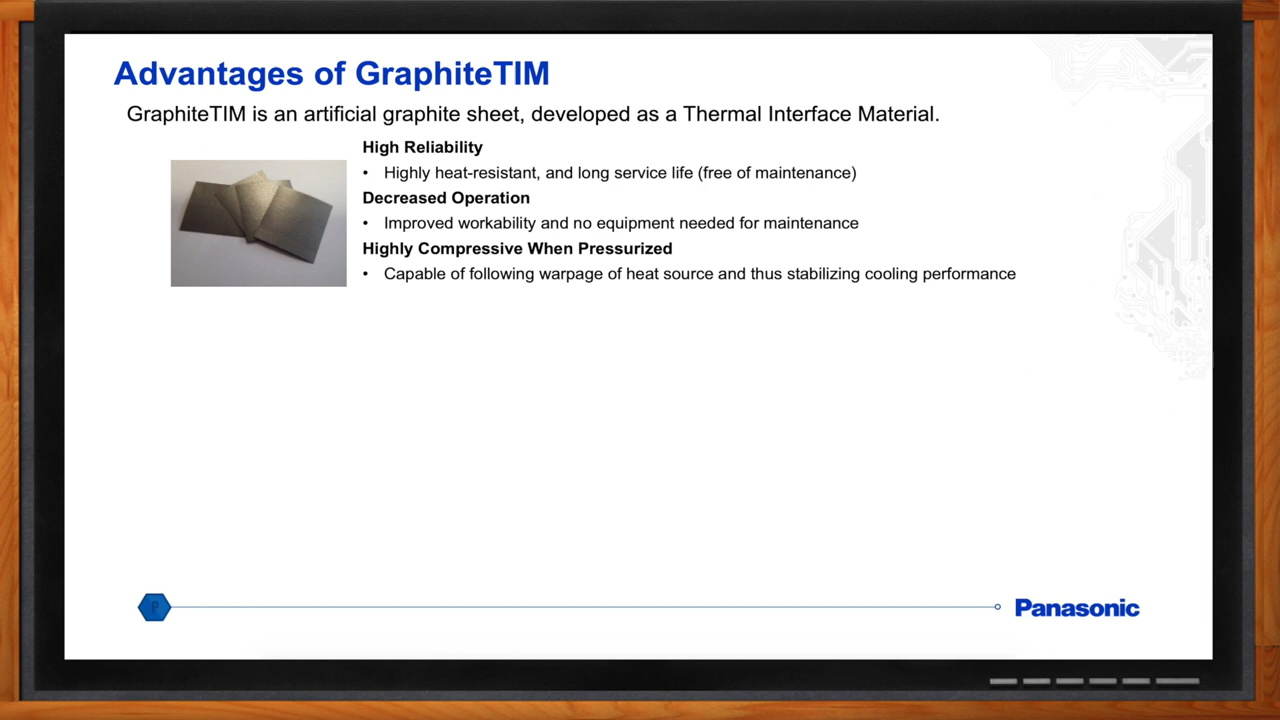 Advantages of GraphiteTIM
GraphiteTIM is an artificial graphite sheet, developed as a Thermal Interface Material.
High Reliability
• Highly heat-resistant, and long service life (free of maintenance)
Decreased Operation
• Improved workability and no equipment needed for maintenance
Highly Compressive When Pressurized
• Capable of following warpage of heat source and thus stabilizing cooling performance
P
Panasonic